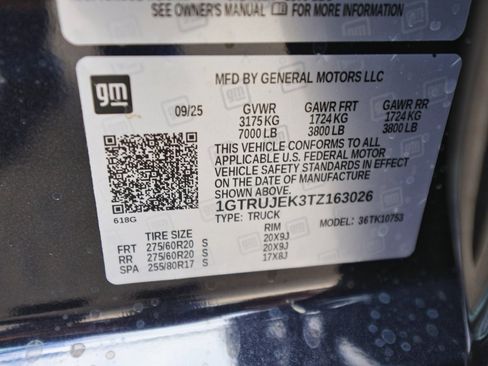 SEE OWNER'S MANUAL FOR MORE INFORMATION
gm
MFD BY GENERAL MOTORS LLC
09/25 GVWR GAWR FRT GAWR RR
3175 KG 1724 KG 1724 KG
7000 LB 3800 LB 3800 LB
THIS VEHICLE CONFORMS TO ALL
APPLICABLE U.S. FEDERAL MOTOR
VEHICLE SAFETY STANDARDS IN EFFECT
ON THE DATE OF MANUFACTURE
SHOWN ABOVE.
1GTRUJEK3TZ163026
TYPE: TRUCK MODEL: 36TK10753
618G
TIRE SIZE RIM
FRT 275/60R20 S 20X9J
RR 275/60R20 S 20X9J
SPA 255/80R17 S 17X8J